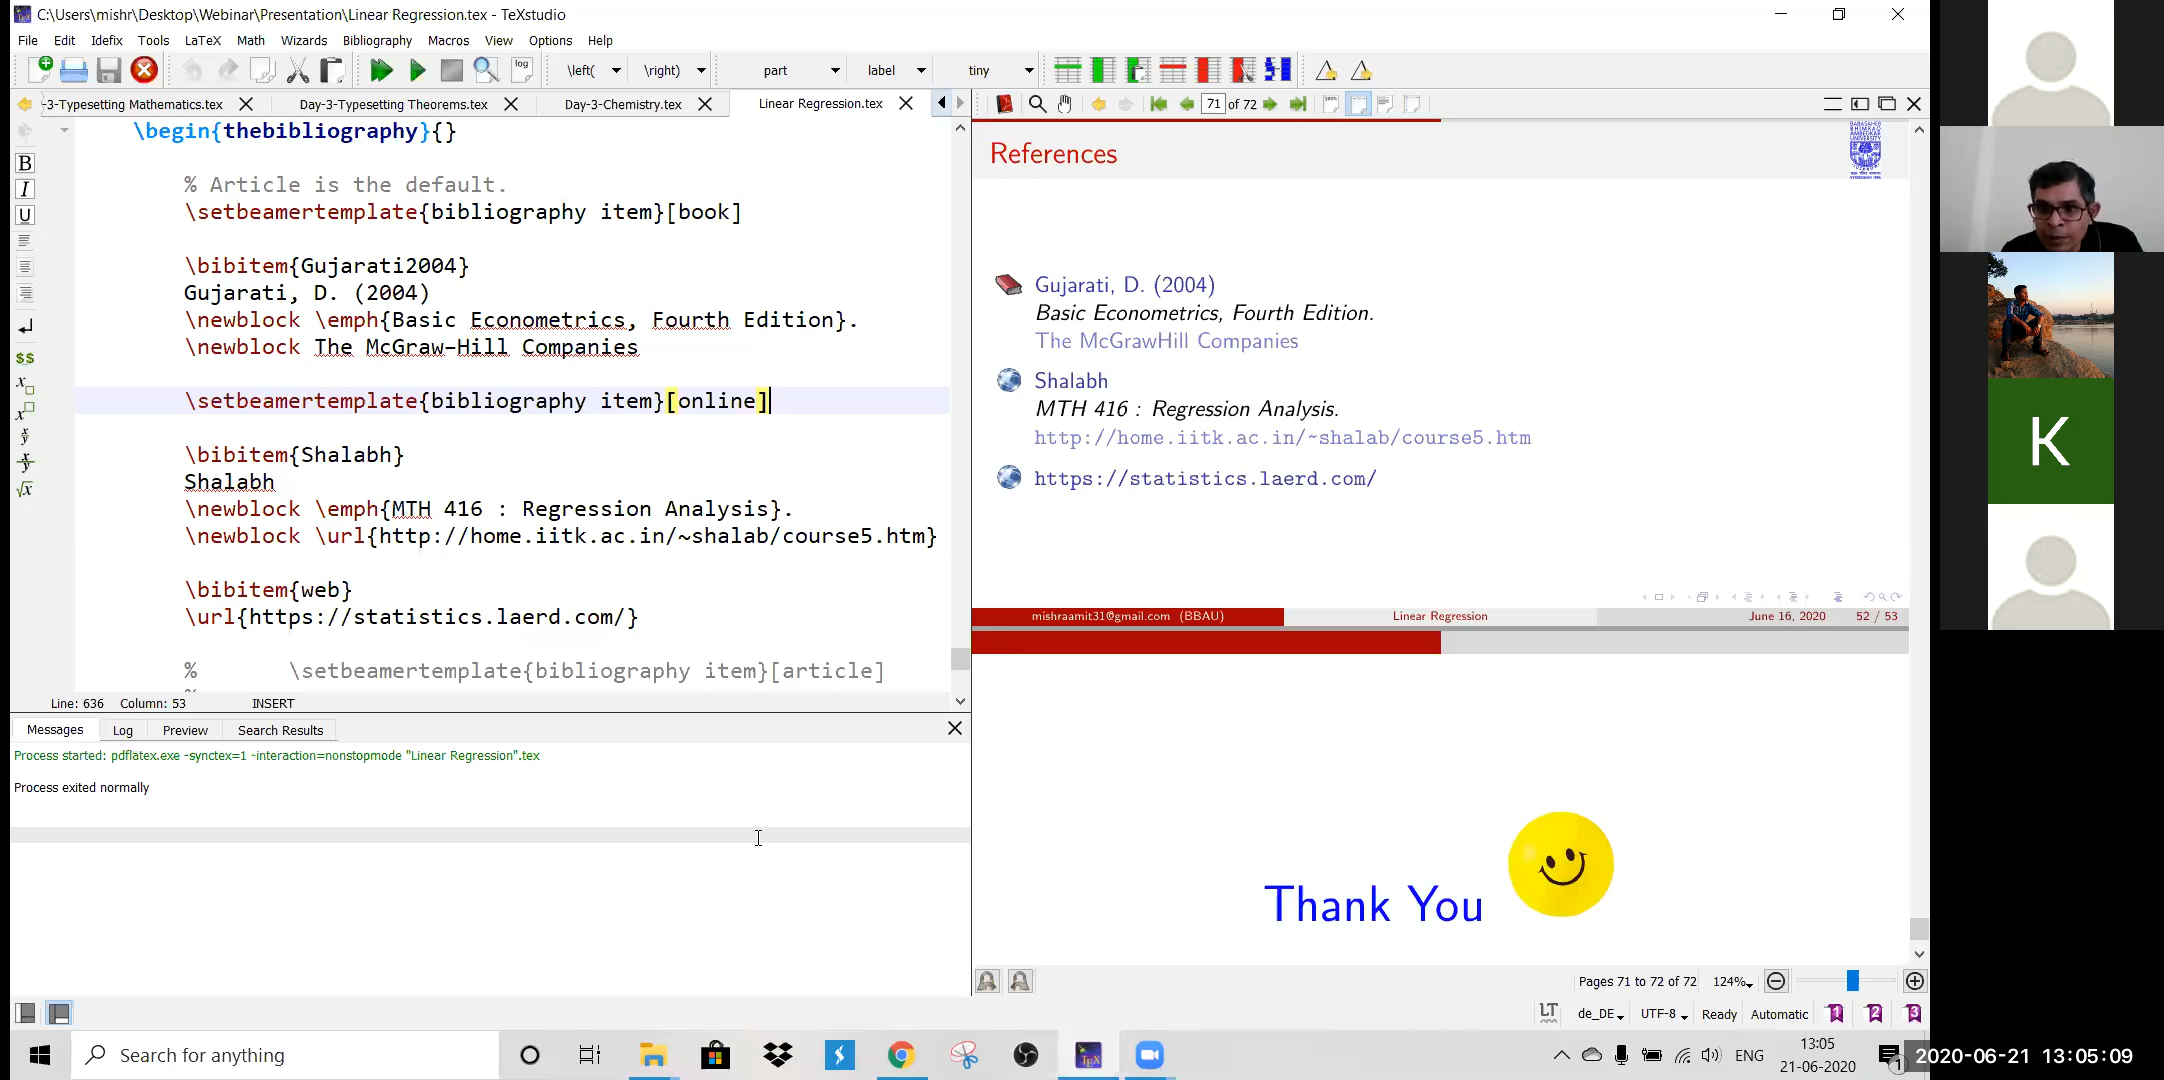 C:\Users\mishr\Desktop\Webinar\Presentation\Linear Regression.tex - TeXstudio
File Edit Idefix Tools LaTeX Math Wizards Bibliography Macros View Options Help
log \left( \right) part label tiny
-3-Typesetting Mathematics.tex Day-3-Typesetting Theorems.tex Day-3-Chemistry.tex Linear Regression.tex
71 of 72
\begin{thebibliography}{}
% Article is the default.
\setbeamertemplate{bibliography item}[book]
\bibitem{Gujarati2004}
Gujarati, D. (2004)
\newblock \emph{Basic Econometrics, Fourth Edition}.
\newblock The McGraw-Hill Companies
\setbeamertemplate{bibliography item}[online]
\bibitem{Shalabh}
Shalabh
\newblock \emph{MTH 416 : Regression Analysis}.
\newblock \url{http://home.iitk.ac.in/~shalab/course5.htm}
\bibitem{web}
\url{https://statistics.laerd.com/}
% \setbeamertemplate{bibliography item}[article]
B
I
U
$$
Line: 636 Column: 53 INSERT
Messages Log Preview Search Results
Process started: pdflatex.exe -synctex=1 -interaction=nonstopmode "Linear Regression".tex
Process exited normally
References
Gujarati, D. (2004)
Basic Econometrics, Fourth Edition.
The McGrawHill Companies
Shalabh
MTH 416 : Regression Analysis.
http://home.iitk.ac.in/~shalab/course5.htm
https://statistics.laerd.com/
mishraamit31@gmail.com (BBAU) Linear Regression June 16, 2020 52 / 53
Thank You
Pages 71 to 72 of 72 124%
LT de_DE UTF-8 Ready Automatic 1 2 3
K
Search for anything
ENG
13:05
21-06-2020
1
2020-06-21 13:05:09